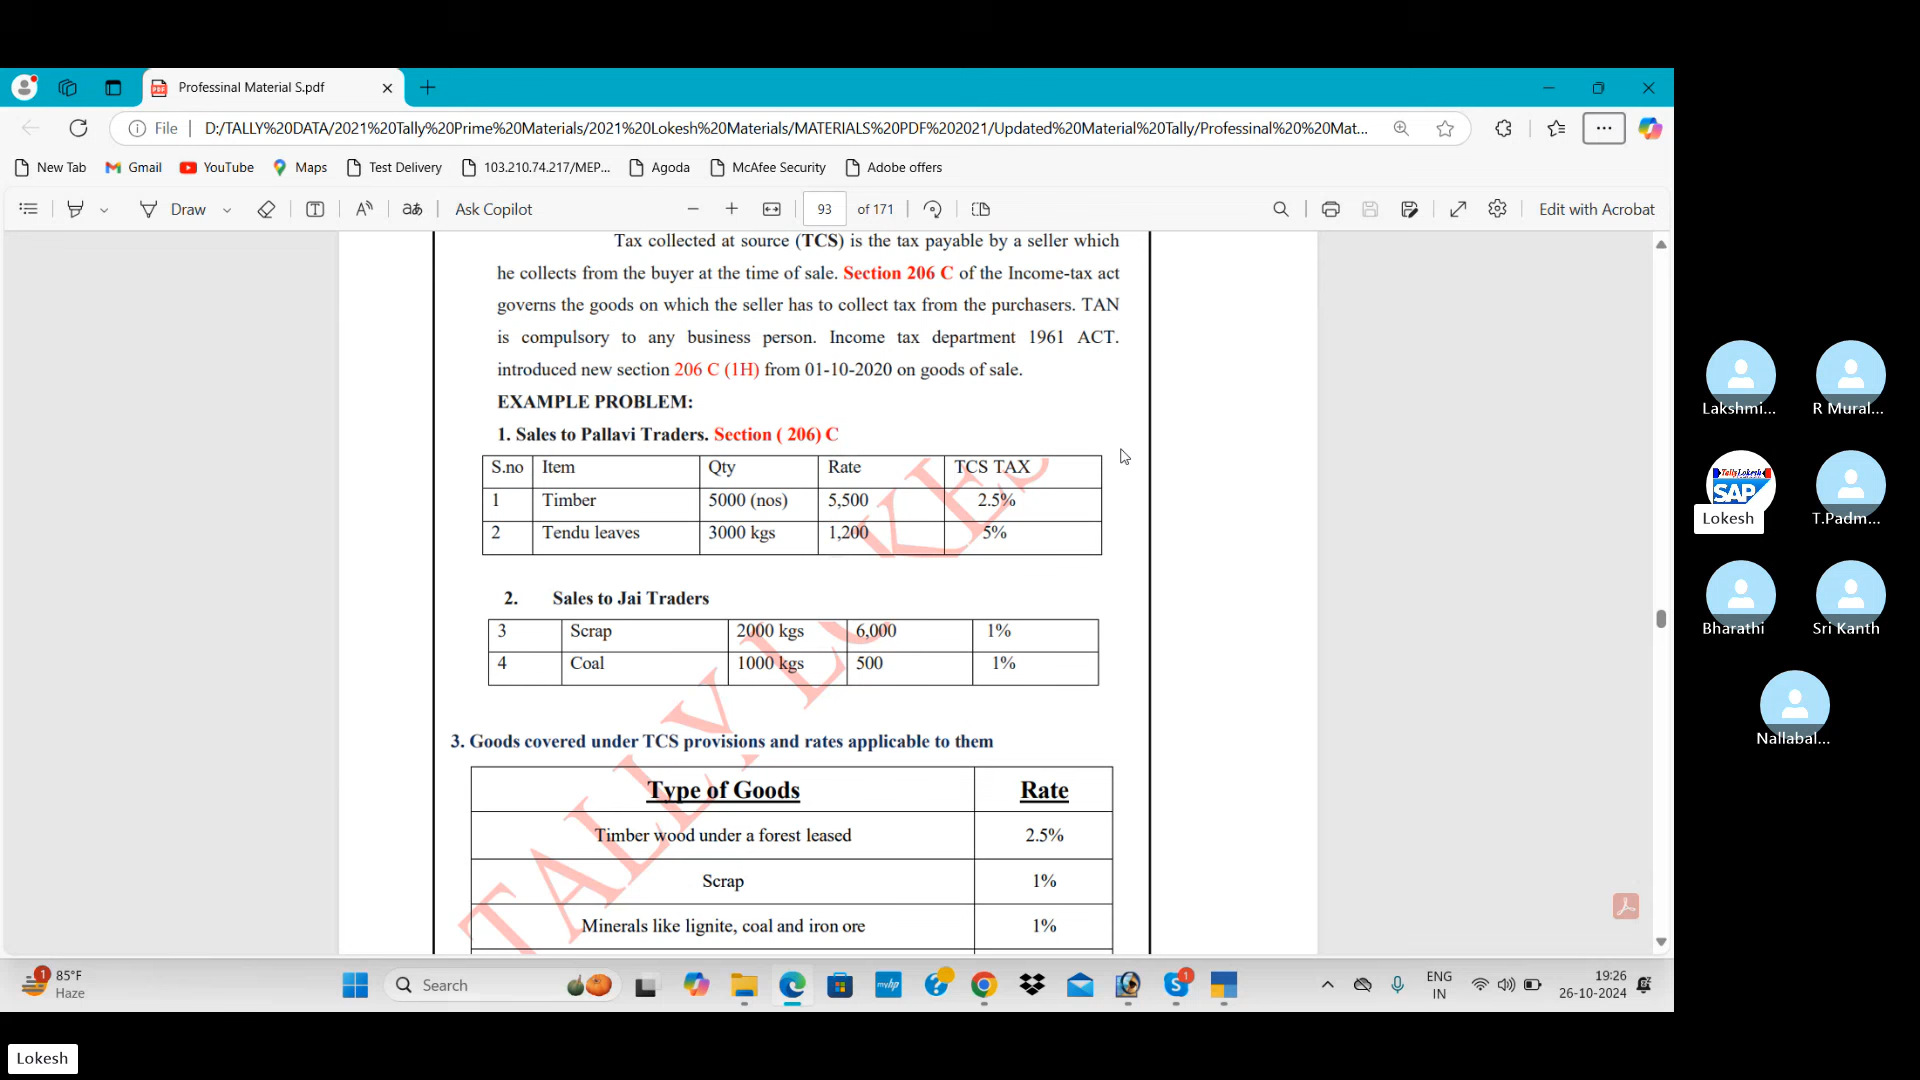 Professinal Material S.pdf
File
D:/TALLY%20DATA/2021%20Tally%20Prime%20Materials/2021%20Lokesh%20Materials/MATERIALS%20PDF%202021/Updated%20Material%20Tally/Professinal%20%20Mat...
New Tab Gmail YouTube Maps Test Delivery 103.210.74.217/MEP... Agoda McAfee Security Adobe offers
Draw Ask Copilot 93 of 171 Edit with Acrobat
Tax collected at source (TCS) is the tax payable by a seller which
he collects from the buyer at the time of sale. Section 206 C of the Income-tax act
governs the goods on which the seller has to collect tax from the purchasers. TAN
is compulsory to any business person. Income tax department 1961 ACT.
introduced new section 206 C (1H) from 01-10-2020 on goods of sale.
EXAMPLE PROBLEM:
1. Sales to Pallavi Traders. Section ( 206) C
S.no Item Qty Rate TCS TAX
1 Timber 5000 (nos) 5,500 2.5%
2 Tendu leaves 3000 kgs 1,200 5%
2. Sales to Jai Traders
3 Scrap 2000 kgs 6,000 1%
4 Coal 1000 kgs 500 1%
3. Goods covered under TCS provisions and rates applicable to them
Type of Goods Rate
Timber wood under a forest leased 2.5%
Scrap 1%
Minerals like lignite, coal and iron ore 1%
TALLY LOKES
Lakshmi... R Mural...
TallyLokesh
SAP
Lokesh T.Padm...
Bharathi Sri Kanth
Nallabal...
1 85°F
Haze
Search
myhp
1
ENG
IN
19:26
26-10-2024
Lokesh